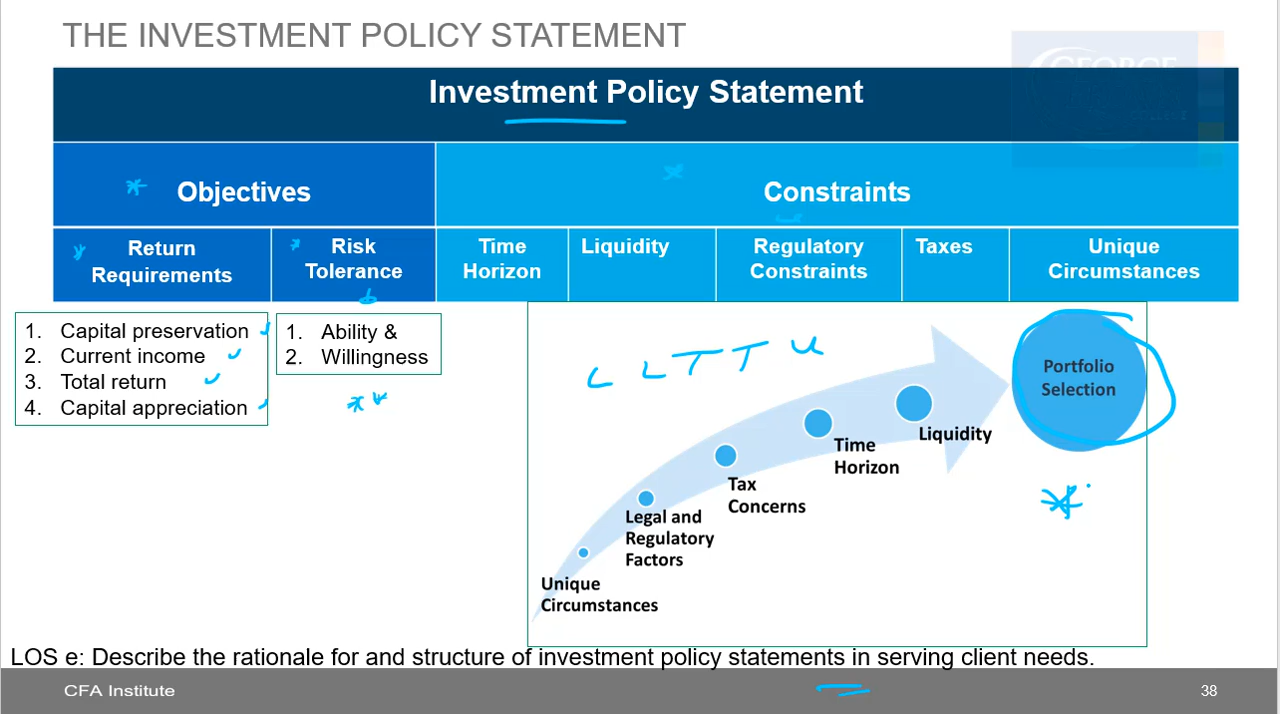 THE INVESTMENT POLICY STATEMENT
Investment Policy Statement
Objectives
Constraints
Return
Requirements
Risk
Tolerance
Time
Horizon
Liquidity
Regulatory
Constraints
Taxes
Unique
Circumstances
1. Capital preservation
2. Current income
3. Total return
4. Capital appreciation
1. Ability &
2. Willingness
L L T T U
Portfolio
Selection
Liquidity
Time
Horizon
Tax
Concerns
Legal and
Regulatory
Factors
Unique
Circumstances
LOS e: Describe the rationale for and structure of investment policy statements in serving client needs.
CFA Institute
38